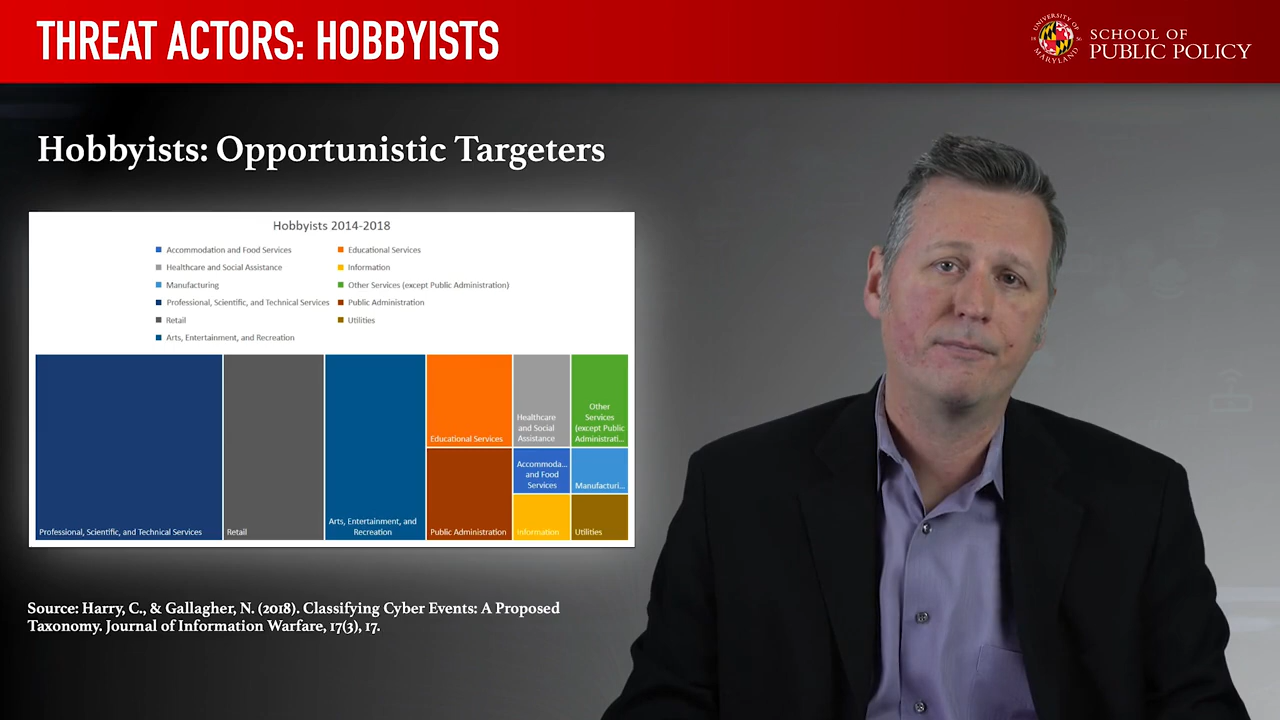 THREAT ACTORS: HOBBYISTS
UNIVERSITY OF
MARYLAND
18 56
SCHOOL OF
PUBLIC POLICY
Hobbyists: Opportunistic Targeters
Hobbyists 2014-2018
Accommodation and Food Services
Educational Services
Healthcare and Social Assistance
Information
Manufacturing
Other Services (except Public Administration)
Professional, Scientific, and Technical Services
Public Administration
Retail
Utilities
Arts, Entertainment, and Recreation
Professional, Scientific, and Technical Services
Retail
Arts, Entertainment, and
Recreation
Educational Services
Public Administration
Healthcare
and Social
Assistance
Other
Services
(except Public
Administrati...
Accommoda...
and Food
Services
Manufacturi...
Information
Utilities
Source: Harry, C., & Gallagher, N. (2018). Classifying Cyber Events: A Proposed
Taxonomy. Journal of Information Warfare, 17(3), 17.